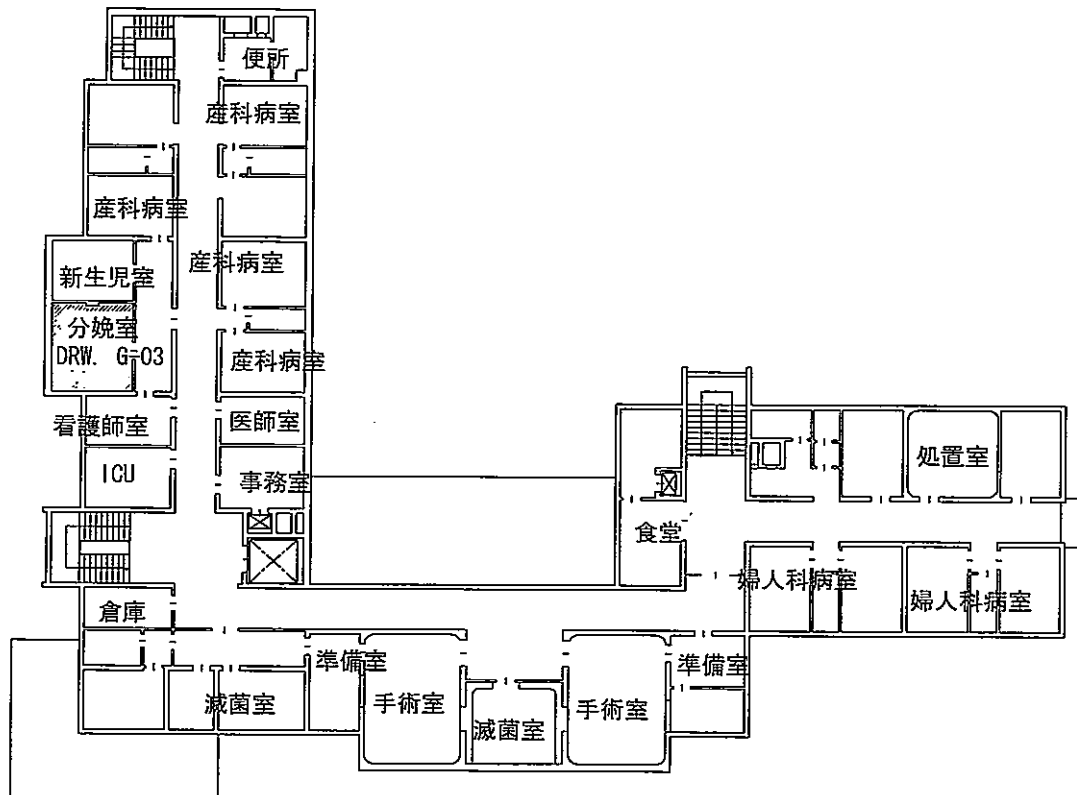 便所
産科病室
産科病室
産科病室
新生児室
分娩室
DRW. G-03
産科病室
看護師室
医師室
ICU
事務室
処置室
食堂
婦人科病室
婦人科病室
倉庫
準備室
準備室
滅菌室
手術室
滅菌室
手術室